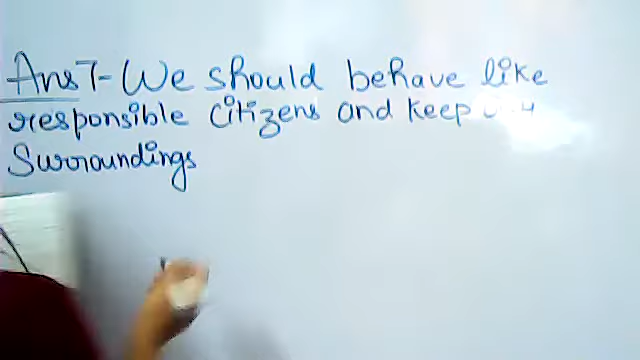 Ans7- We should behave like
responsible citizens and keep
Surroundings